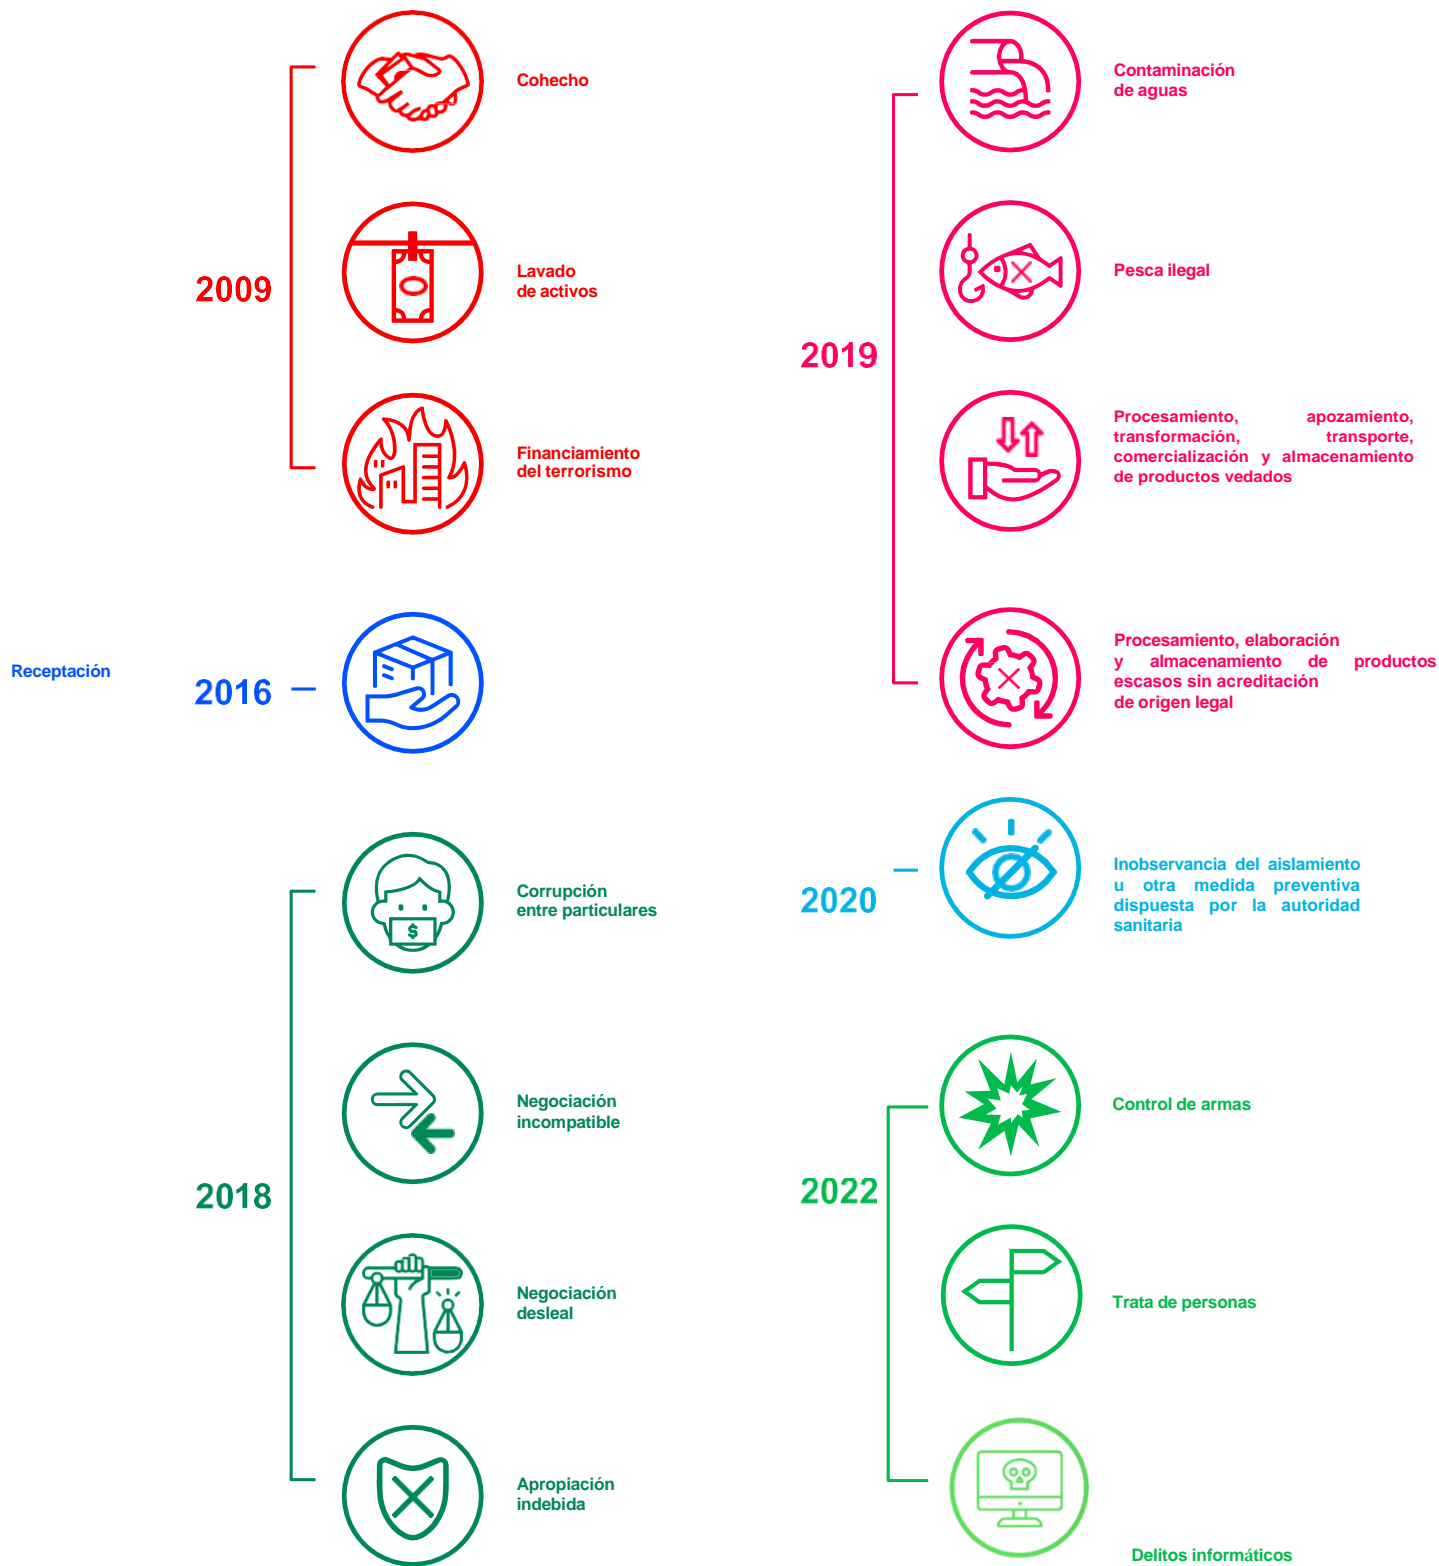 2009
Cohecho
Lavado
de activos
Financiamiento
del terrorismo
Receptación
2016
2018
Corrupción
entre particulares
$
Negociación
incompatible
Negociación
desleal
Apropiación
indebida
2019
Contaminación
de aguas
Pesca ilegal
Procesamiento, apozamiento,
transformación, transporte,
comercialización y almacenamiento
de productos vedados
Procesamiento, elaboración
y almacenamiento de productos
escasos sin acreditación
de origen legal
2020
Inobservancia del aislamiento
u otra medida preventiva
dispuesta por la autoridad
sanitaria
2022
Control de armas
Trata de personas
Delitos informáticos